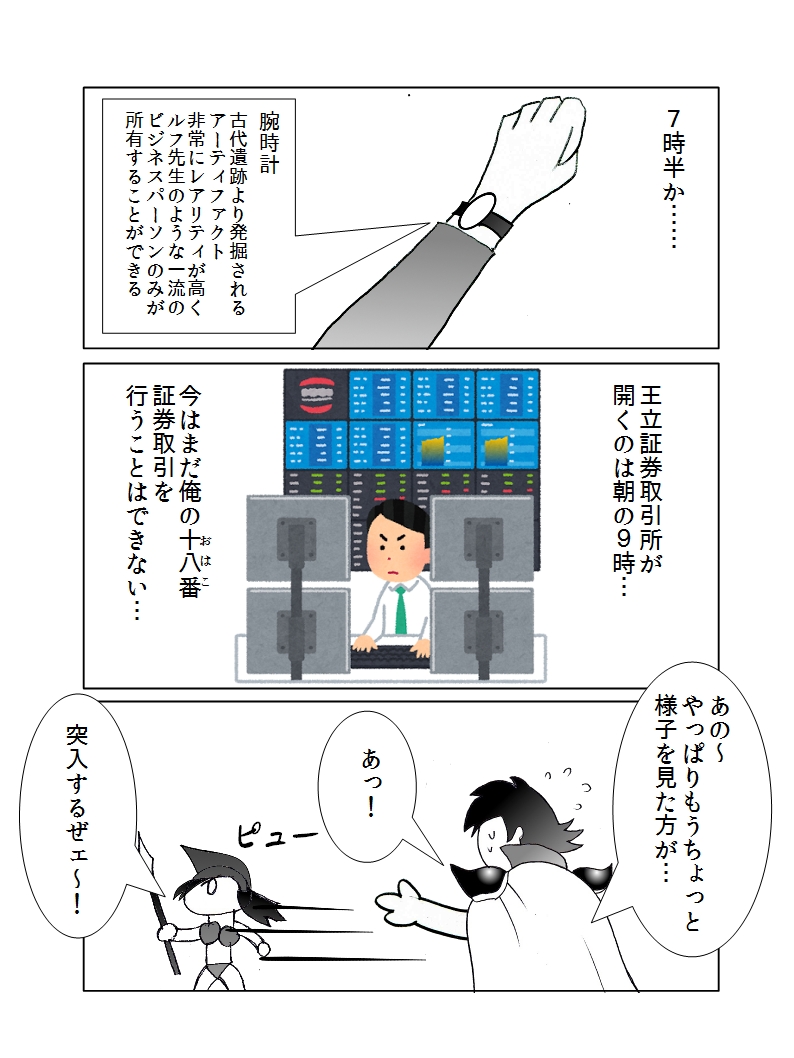 ７時半か……
腕時計
古代遺跡より発掘される
アーティファクト
非常にレアリティが高く
ルフ先生のような一流の
ビジネスパーソンのみが
所有することができる
王立証券取引所が
開くのは朝の９時…
今はまだ俺の十八番
おはこ
証券取引を
行うことはできない…
あの～
やっぱりもうちょっと
様子を見た方が…
あっ！
ピュー
突入するぜェ～！